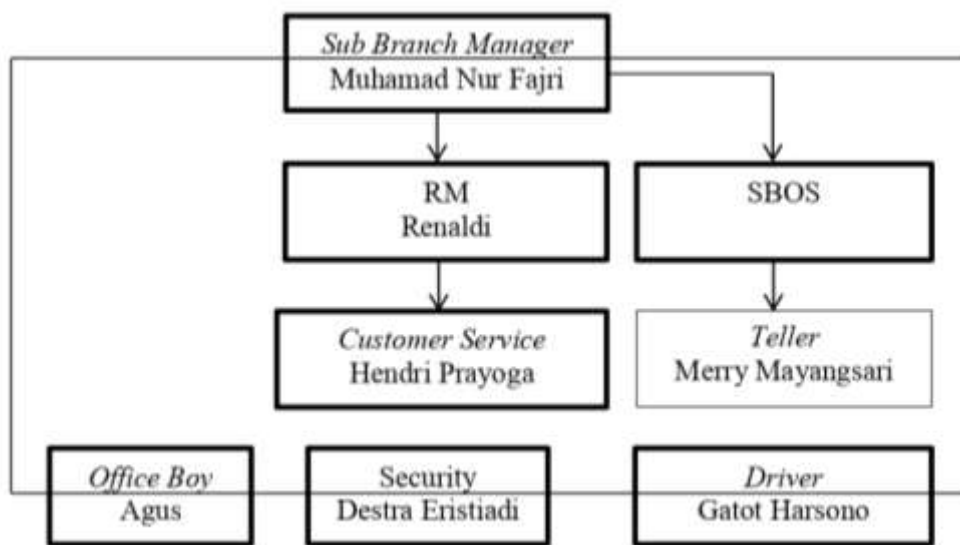 Sub Branch Manager
Muhamad Nur Fajri
RM
Renaldi
SBOS
Customer Service
Hendri Prayoga
Teller
Merry Mayangsari
Office Boy
Agus
Security
Destra Eristiadi
Driver
Gatot Harsono